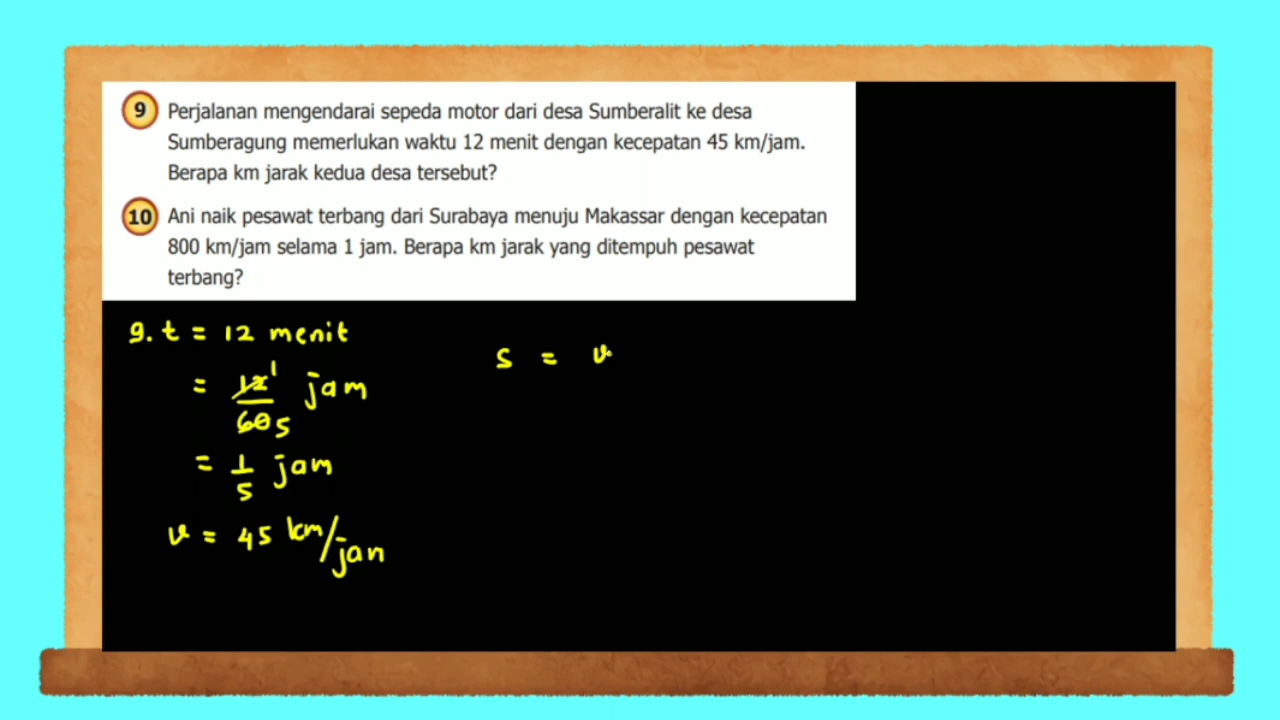 9 Perjalanan mengendarai sepeda motor dari desa Sumberalit ke desa
Sumberagung memerlukan waktu 12 menit dengan kecepatan 45 km/jam.
Berapa km jarak kedua desa tersebut?
10 Ani naik pesawat terbang dari Surabaya menuju Makassar dengan kecepatan
800 km/jam selama 1 jam. Berapa km jarak yang ditempuh pesawat
terbang?
9. t = 12 menit
= 12 1 / 60 5 jam
= 1/5 jam
v = 45 km/jan
s = v